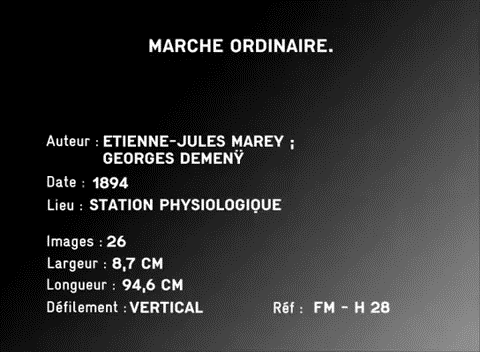 MARCHE ORDINAIRE.
Auteur : ETIENNE-JULES MAREY ;
GEORGES DEMENŸ
Date : 1894
Lieu : STATION PHYSIOLOGIQUE
Images : 26
Largeur : 8,7 CM
Longueur : 94,6 CM
Défilement : VERTICAL Réf : FM - H 28